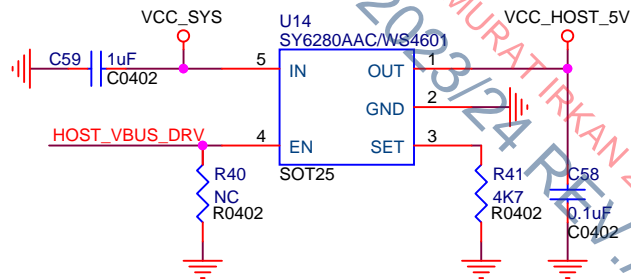 VCC_SYS
U14
VCC_HOST_5V
SY6280AAC/WS4601
C59
1uF
C0402
5
IN
OUT
1
GND
2
HOST_VBUS_DRV
4
EN
SET
3
SOT25
R40
NC
R0402
R41
4K7
R0402
C58
0.1uF
C0402
MURAT IRKAN 2
2023/24 REV.